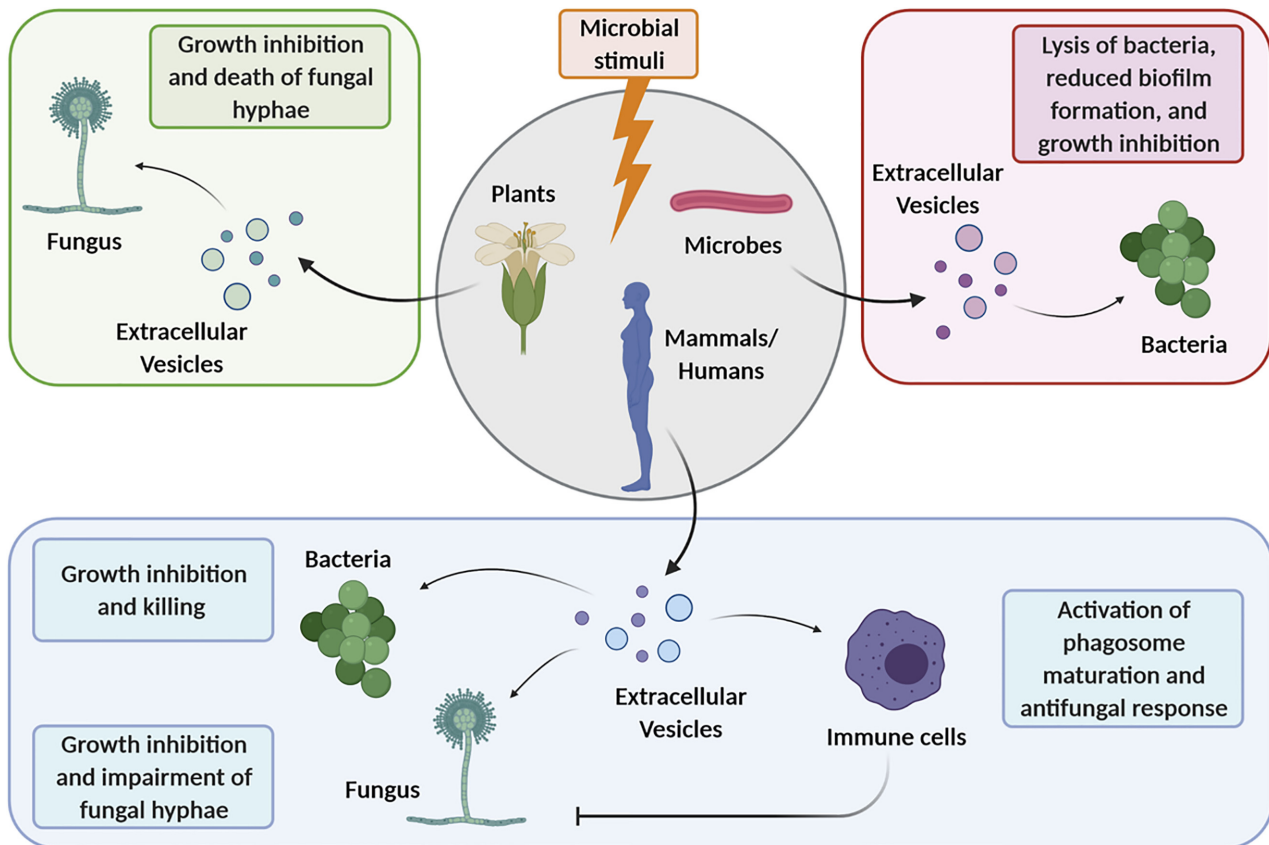 Growth inhibition
and death of fungal
hyphae
Fungus
Extracellular
Vesicles
Microbial
stimuli
Plants
Microbes
Mammals/
Humans
Lysis of bacteria,
reduced biofilm
formation, and
growth inhibition
Extracellular
Vesicles
Bacteria
Growth inhibition
and killing
Bacteria
Growth inhibition
and impairment of
fungal hyphae
Fungus
Extracellular
Vesicles
Immune cells
Activation of
phagosome
maturation and
antifungal response